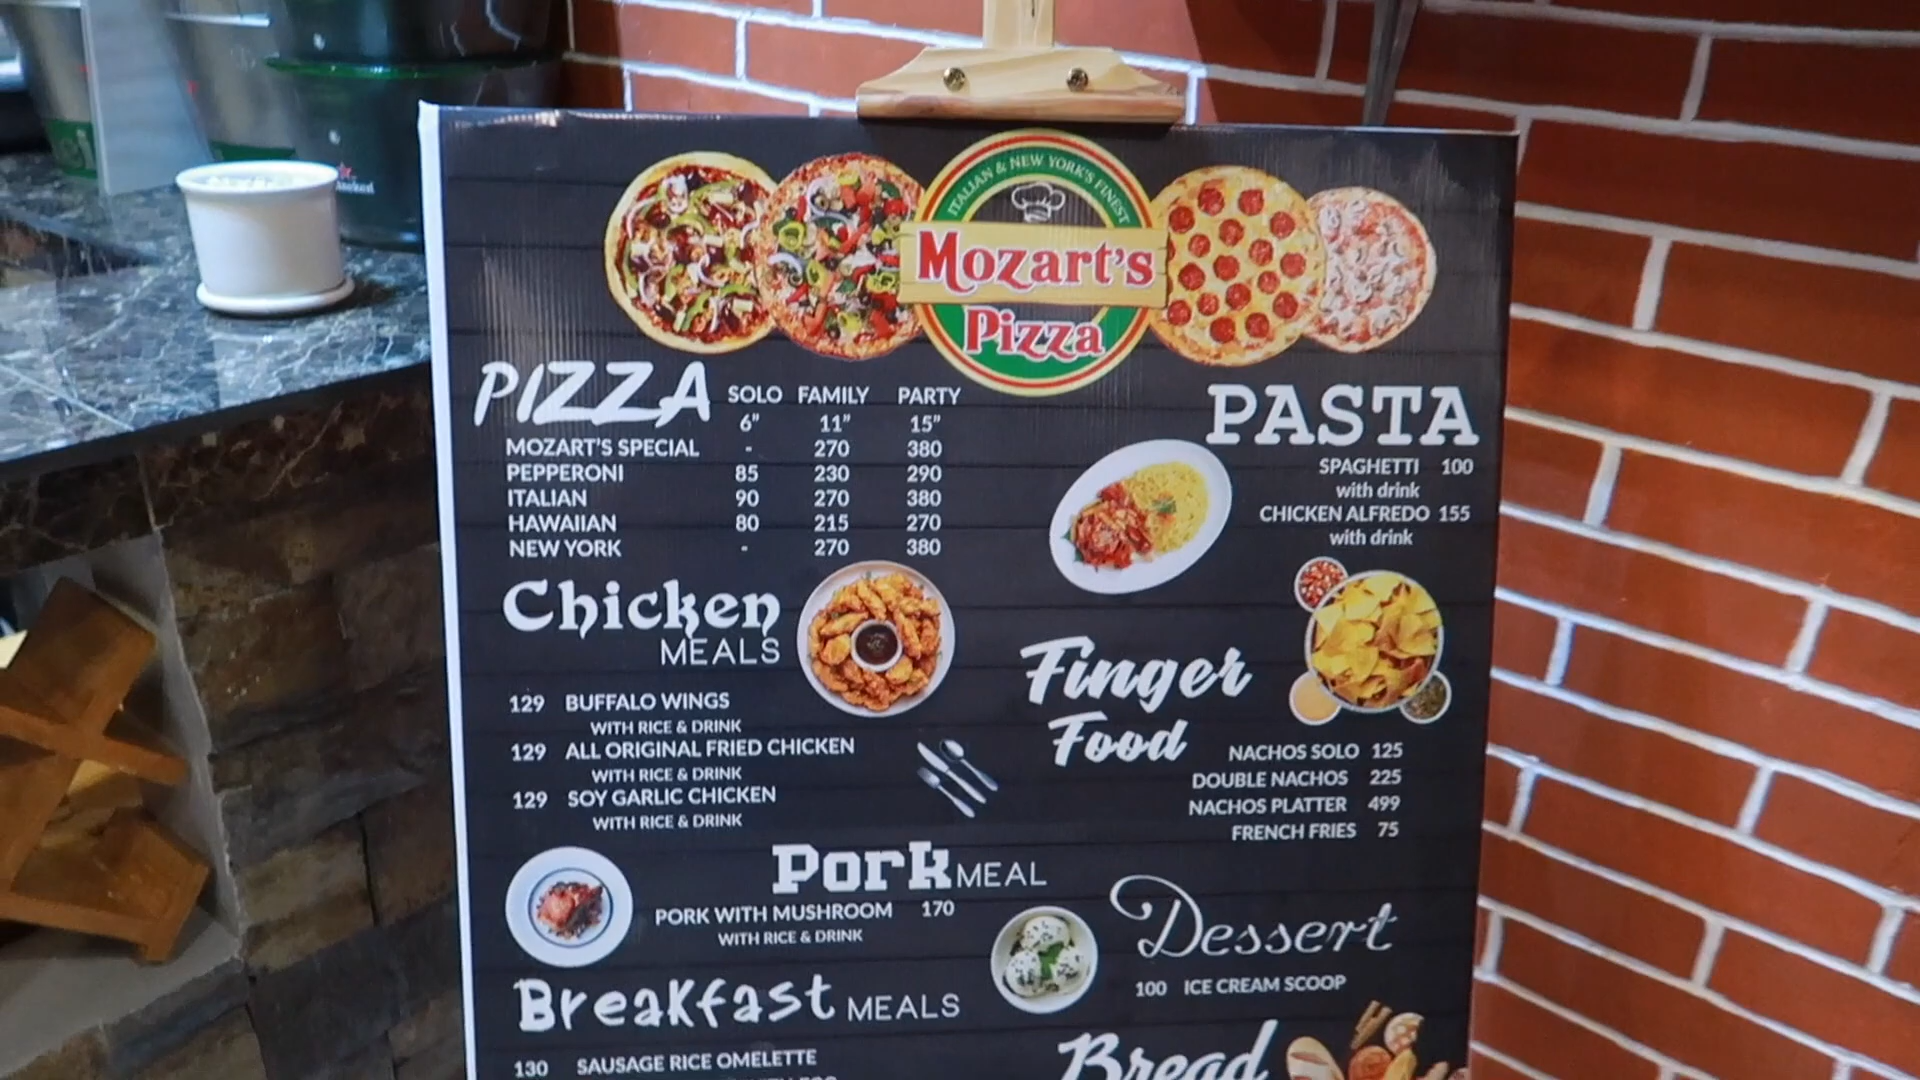 ITALIAN & NEW YORK'S FINEST
Mozart's
Pizza
PIZZA SOLO FAMILY PARTY
6" 11" 15"
MOZART'S SPECIAL - 270 380
PEPPERONI 85 230 290
ITALIAN 90 270 380
HAWAIIAN 80 215 270
NEW YORK - 270 380
PASTA
SPAGHETTI 100
with drink
CHICKEN ALFREDO 155
with drink
Chicken
MEALS
129 BUFFALO WINGS
WITH RICE & DRINK
129 ALL ORIGINAL FRIED CHICKEN
WITH RICE & DRINK
129 SOY GARLIC CHICKEN
WITH RICE & DRINK
Finger
Food
NACHOS SOLO 125
DOUBLE NACHOS 225
NACHOS PLATTER 499
FRENCH FRIES 75
Pork MEAL
PORK WITH MUSHROOM 170
WITH RICE & DRINK
Dessert
100 ICE CREAM SCOOP
Breakfast MEALS
130 SAUSAGE RICE OMELETTE
Bread